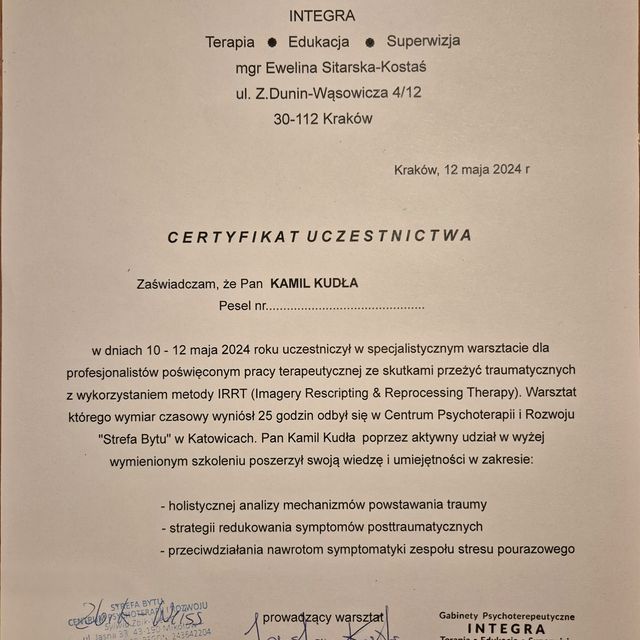 INTEGRA
Terapia ● Edukacja ● Superwizja
mgr Ewelina Sitarska-Kostaś
ul. Z.Dunin-Wąsowicza 4/12
30-112 Kraków
Kraków, 12 maja 2024 r
CERTYFIKAT UCZESTNICTWA
Zaświadczam, że Pan KAMIL KUDŁA
Pesel nr.............................................
w dniach 10 - 12 maja 2024 roku uczestniczył w specjalistycznym warsztacie dla
profesjonalistów poświęconym pracy terapeutycznej ze skutkami przeżyć traumatycznych
z wykorzystaniem metody IRRT (Imagery Rescripting & Reprocessing Therapy). Warsztat
którego wymiar czasowy wyniósł 25 godzin odbył się w Centrum Psychoterapii i Rozwoju
"Strefa Bytu" w Katowicach. Pan Kamil Kudła poprzez aktywny udział w wyżej
wymienionym szkoleniu poszerzył swoją wiedzę i umiejętności w zakresie:
- holistycznej analizy mechanizmów powstawania traumy
- strategii redukowania symptomów posttraumatycznych
- przeciwdziałania nawrotom symptomatyki zespołu stresu pourazowego
STREFA BYTU
CENTRUM PSYCHOTERAPII I ROZWOJU
prowadzący warsztat
Gabinety Psychoterapeutyczne
INTEGRA